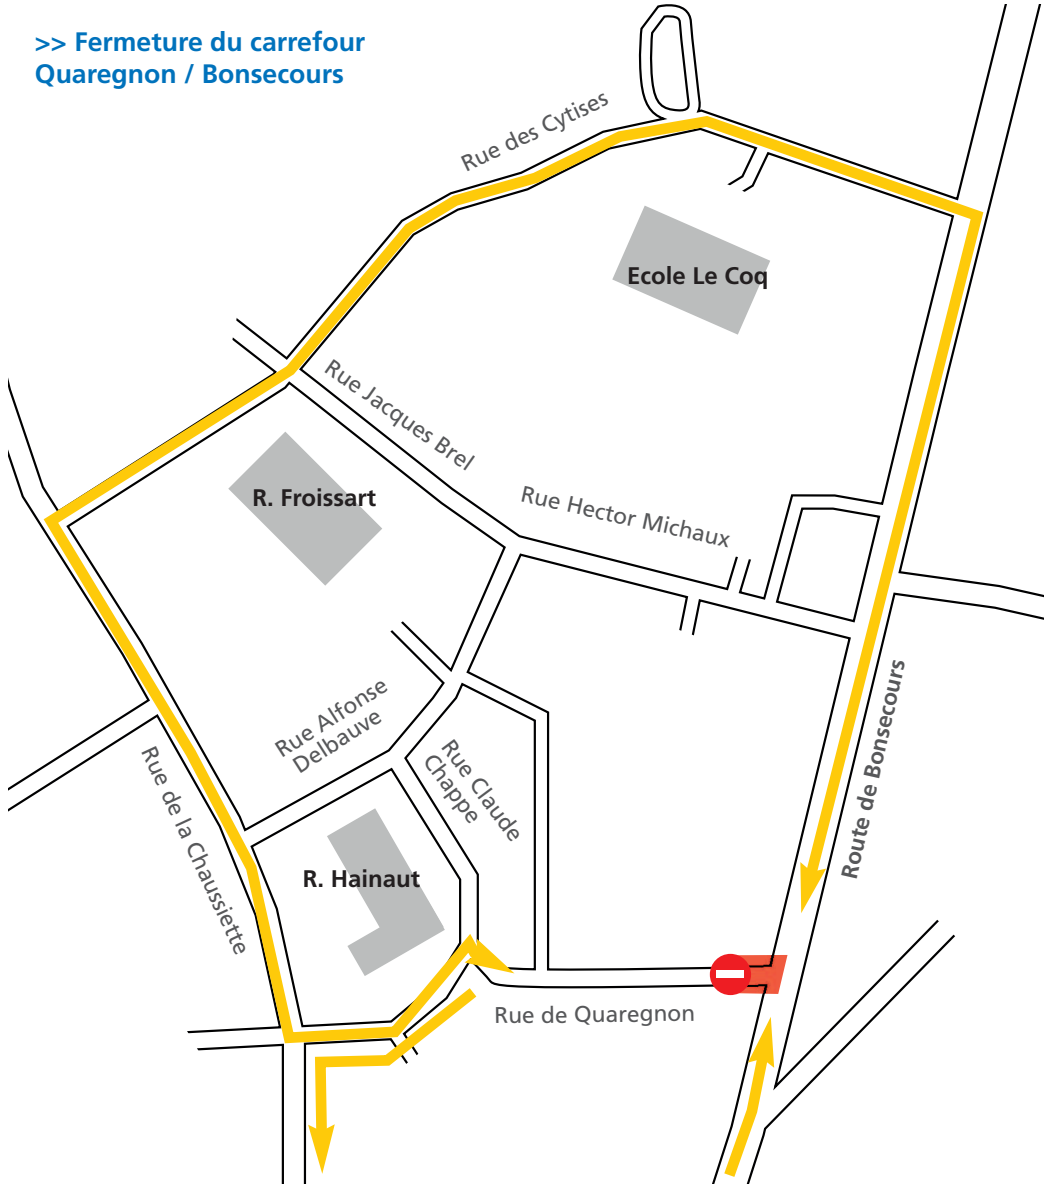 >> Fermeture du carrefour
Quaregnon / Bonsecours
Rue des Cytises
Ecole Le Coq
Rue Jacques Brel
R. Froissart
Rue Hector Michaux
Rue Alfonse
Delbauve
Rue Claude
Chappe
Route de Bonsecours
Rue de la Chaussiette
R. Hainaut
Rue de Quaregnon